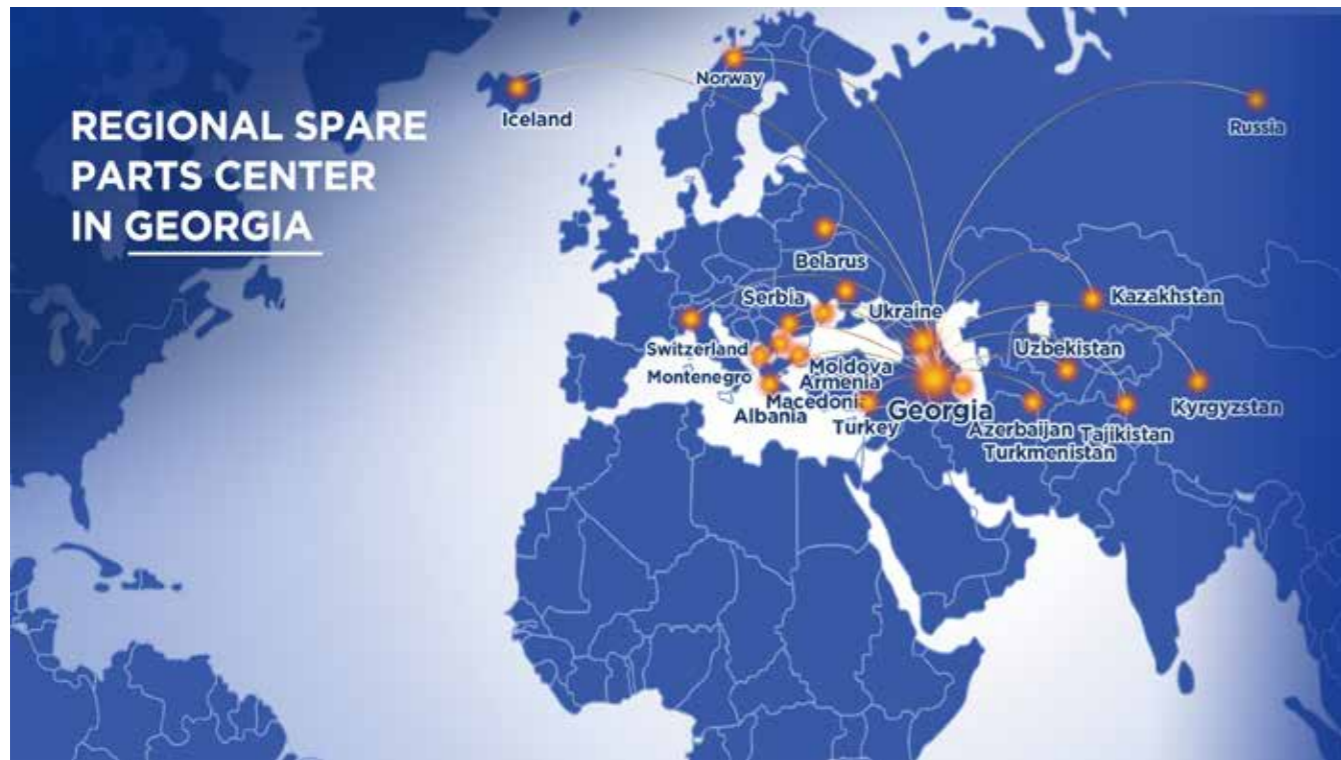 REGIONAL SPARE
PARTS CENTER
IN GEORGIA
Iceland
Norway
Russia
Belarus
Serbia
Ukraine
Kazakhstan
Switzerland
Uzbekistan
Montenegro
Moldova
Armenia
Macedoni
Albania
Turkey
Georgia
Azerbaijan
Tajikistan
Turkmenistan
Kyrgyzstan